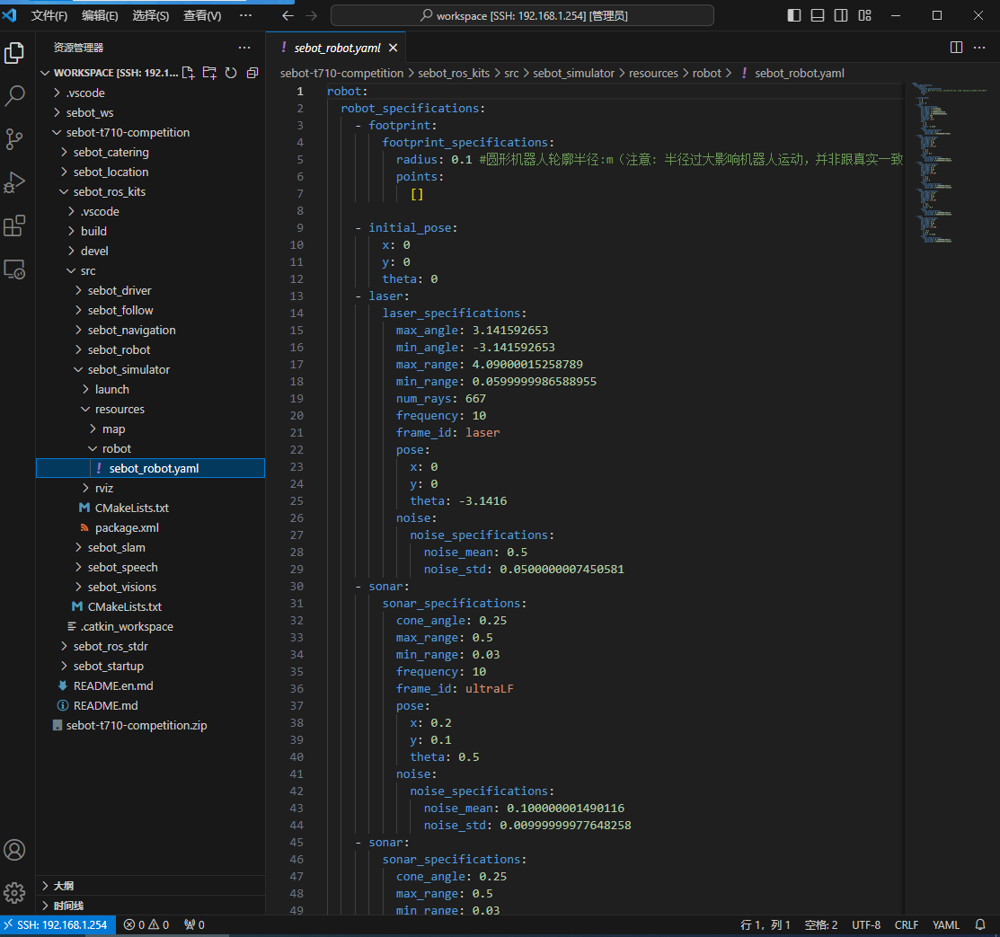 文件(F) 编辑(E) 选择(S) 查看(V) ··· workspace [SSH: 192.168.1.254] [管理员]
资源管理器 ···
WORKSPACE [SSH: 192.1...
.vscode
sebot_ws
sebot-t710-competition
sebot_catering
sebot_location
sebot_ros_kits
.vscode
build
devel
src
sebot_driver
sebot_follow
sebot_navigation
sebot_robot
sebot_simulator
launch
resources
map
robot
! sebot_robot.yaml
rviz
M CMakeLists.txt
package.xml
sebot_slam
sebot_speech
sebot_visions
M CMakeLists.txt
.catkin_workspace
sebot_ros_stdr
sebot_startup
README.en.md
README.md
sebot-t710-competition.zip
大纲
时间线
! sebot_robot.yaml
sebot-t710-competition > sebot_ros_kits > src > sebot_simulator > resources > robot > ! sebot_robot.yaml
1 robot:
2 robot_specifications:
3 - footprint:
4 footprint_specifications:
5 radius: 0.1 #圆形机器人轮廓半径:m（注意: 半径过大影响机器人运动，并非跟真实一致
6 points:
7 []
8
9 - initial_pose:
10 x: 0
11 y: 0
12 theta: 0
13 - laser:
14 laser_specifications:
15 max_angle: 3.141592653
16 min_angle: -3.141592653
17 max_range: 4.09000015258789
18 min_range: 0.0599999986588955
19 num_rays: 667
20 frequency: 10
21 frame_id: laser
22 pose:
23 x: 0
24 y: 0
25 theta: -3.1416
26 noise:
27 noise_specifications:
28 noise_mean: 0.5
29 noise_std: 0.0500000007450581
30 - sonar:
31 sonar_specifications:
32 cone_angle: 0.25
33 max_range: 0.5
34 min_range: 0.03
35 frequency: 10
36 frame_id: ultraLF
37 pose:
38 x: 0.2
39 y: 0.1
40 theta: 0.5
41 noise:
42 noise_specifications:
43 noise_mean: 0.100000001490116
44 noise_std: 0.00999999977648258
45 - sonar:
46 sonar_specifications:
47 cone_angle: 0.25
48 max_range: 0.5
49 min_range: 0.03
SSH: 192.168.1.254 0 0 0 行 1，列 1 空格: 2 UTF-8 CRLF YAML